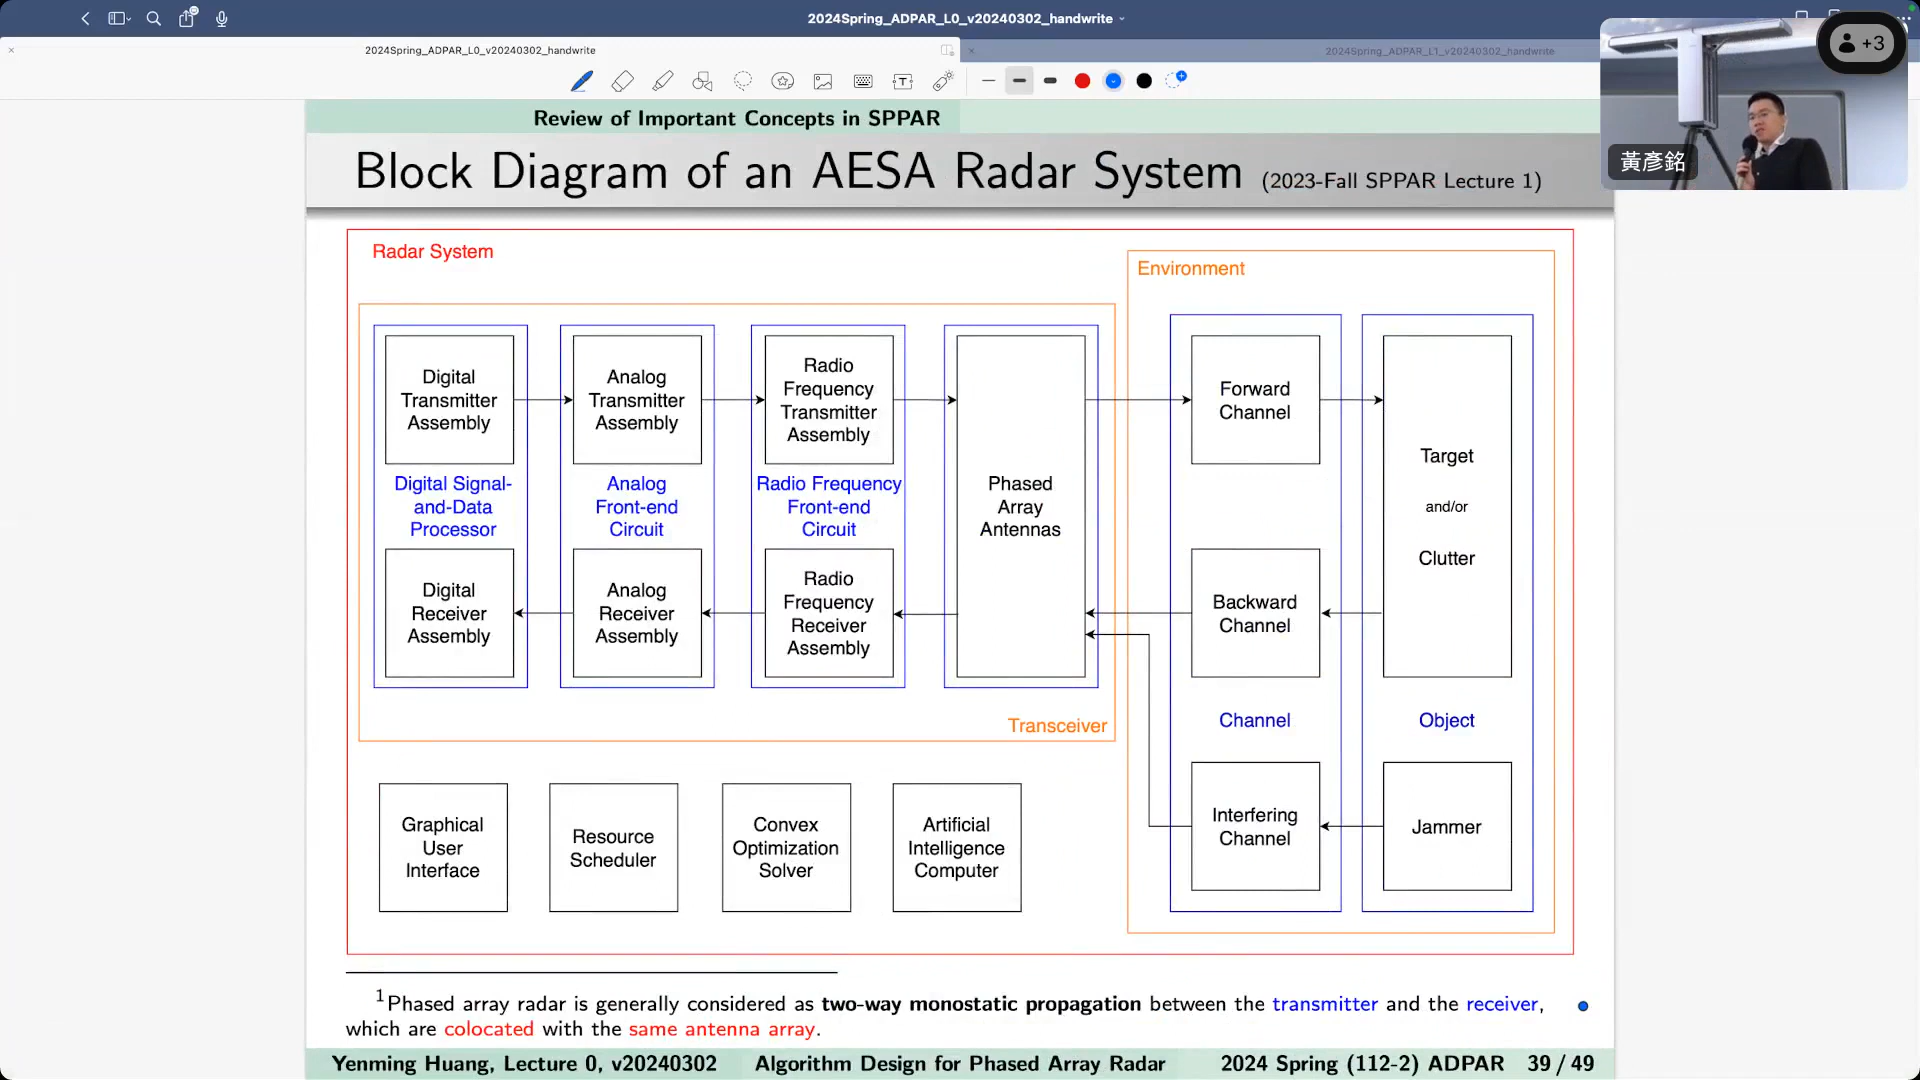 2024Spring_ADPAR_L0_v20240302_handwrite
2024Spring_ADPAR_L0_v20240302_handwrite
2024Spring_ADPAR_L1_v20240302_handwrite
+3
黃彥銘
Review of Important Concepts in SPPAR
Block Diagram of an AESA Radar System (2023-Fall SPPAR Lecture 1)
Radar System
Environment
Digital
Transmitter
Assembly
Analog
Transmitter
Assembly
Radio
Frequency
Transmitter
Assembly
Forward
Channel
Target
and/or
Clutter
Digital Signal-
and-Data
Processor
Analog
Front-end
Circuit
Radio Frequency
Front-end
Circuit
Phased
Array
Antennas
Digital
Receiver
Assembly
Analog
Receiver
Assembly
Radio
Frequency
Receiver
Assembly
Backward
Channel
Transceiver
Channel
Object
Graphical
User
Interface
Resource
Scheduler
Convex
Optimization
Solver
Artificial
Intelligence
Computer
Interfering
Channel
Jammer
1Phased array radar is generally considered as two-way monostatic propagation between the transmitter and the receiver,
which are colocated with the same antenna array.
Yenming Huang, Lecture 0, v20240302 Algorithm Design for Phased Array Radar 2024 Spring (112-2) ADPAR 39 / 49